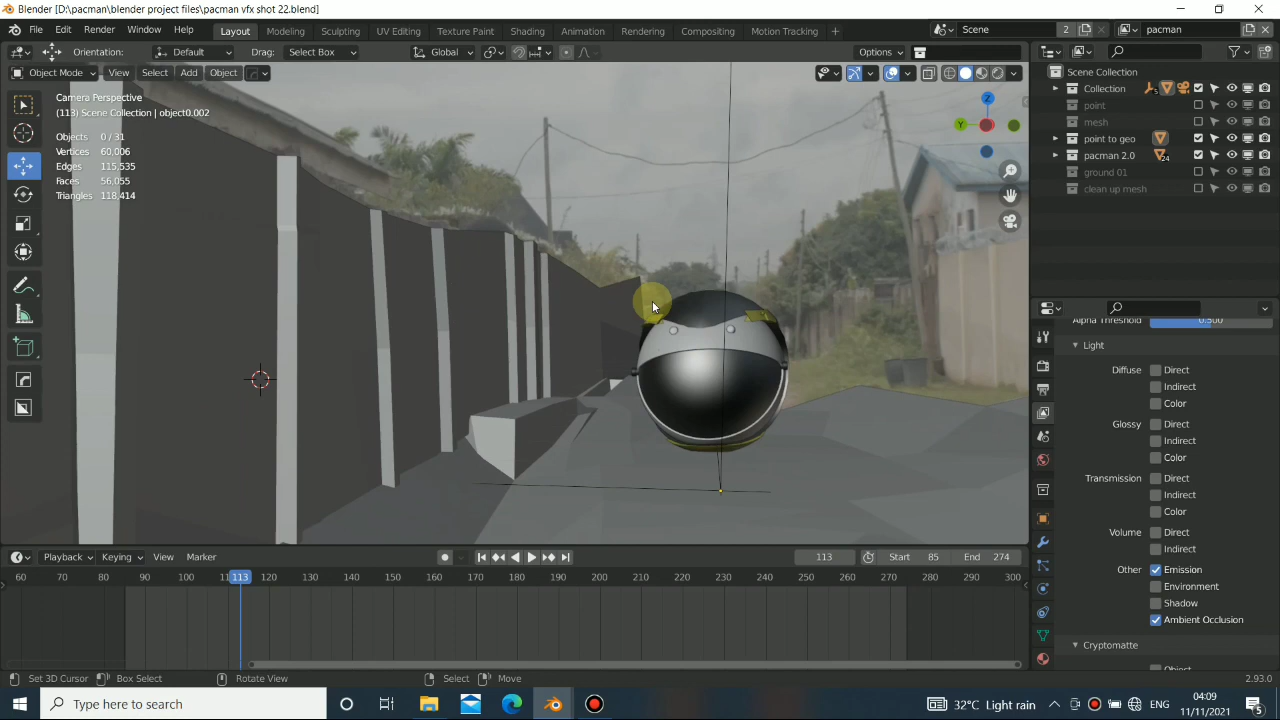 Blender [D:\pacman\blender project files\pacman vfx shot 22.blend]
File Edit Render Window Help Layout Modeling Sculpting UV Editing Texture Paint Shading Animation Rendering Compositing Motion Tracking + Scene 2 pacman
Orientation: Default Drag: Select Box Global Options
Object Mode View Select Add Object
Camera Perspective
(113) Scene Collection | object0.002
Objects 0 / 31
Vertices 60,006
Edges 115,535
Faces 56,055
Triangles 118,414
Z
Y
Scene Collection
Collection 5
point
mesh
point to geo
pacman 2.0 24
ground 01
clean up mesh
Alpha Threshold 0.500
Light
Diffuse Direct
Indirect
Color
Glossy Direct
Indirect
Color
Transmission Direct
Indirect
Color
Volume Direct
Indirect
Other Emission
Environment
Shadow
Ambient Occlusion
Cryptomatte
Object
Playback Keying View Marker 113 Start 85 End 274
60 70 80 90 100 11 113 120 130 140 150 160 170 180 190 200 210 220 230 240 250 260 270 280 290 300
Set 3D Cursor Box Select Rotate View Select Move 2.93.0
Type here to search 32°C Light rain ENG 04:09
11/11/2021 5